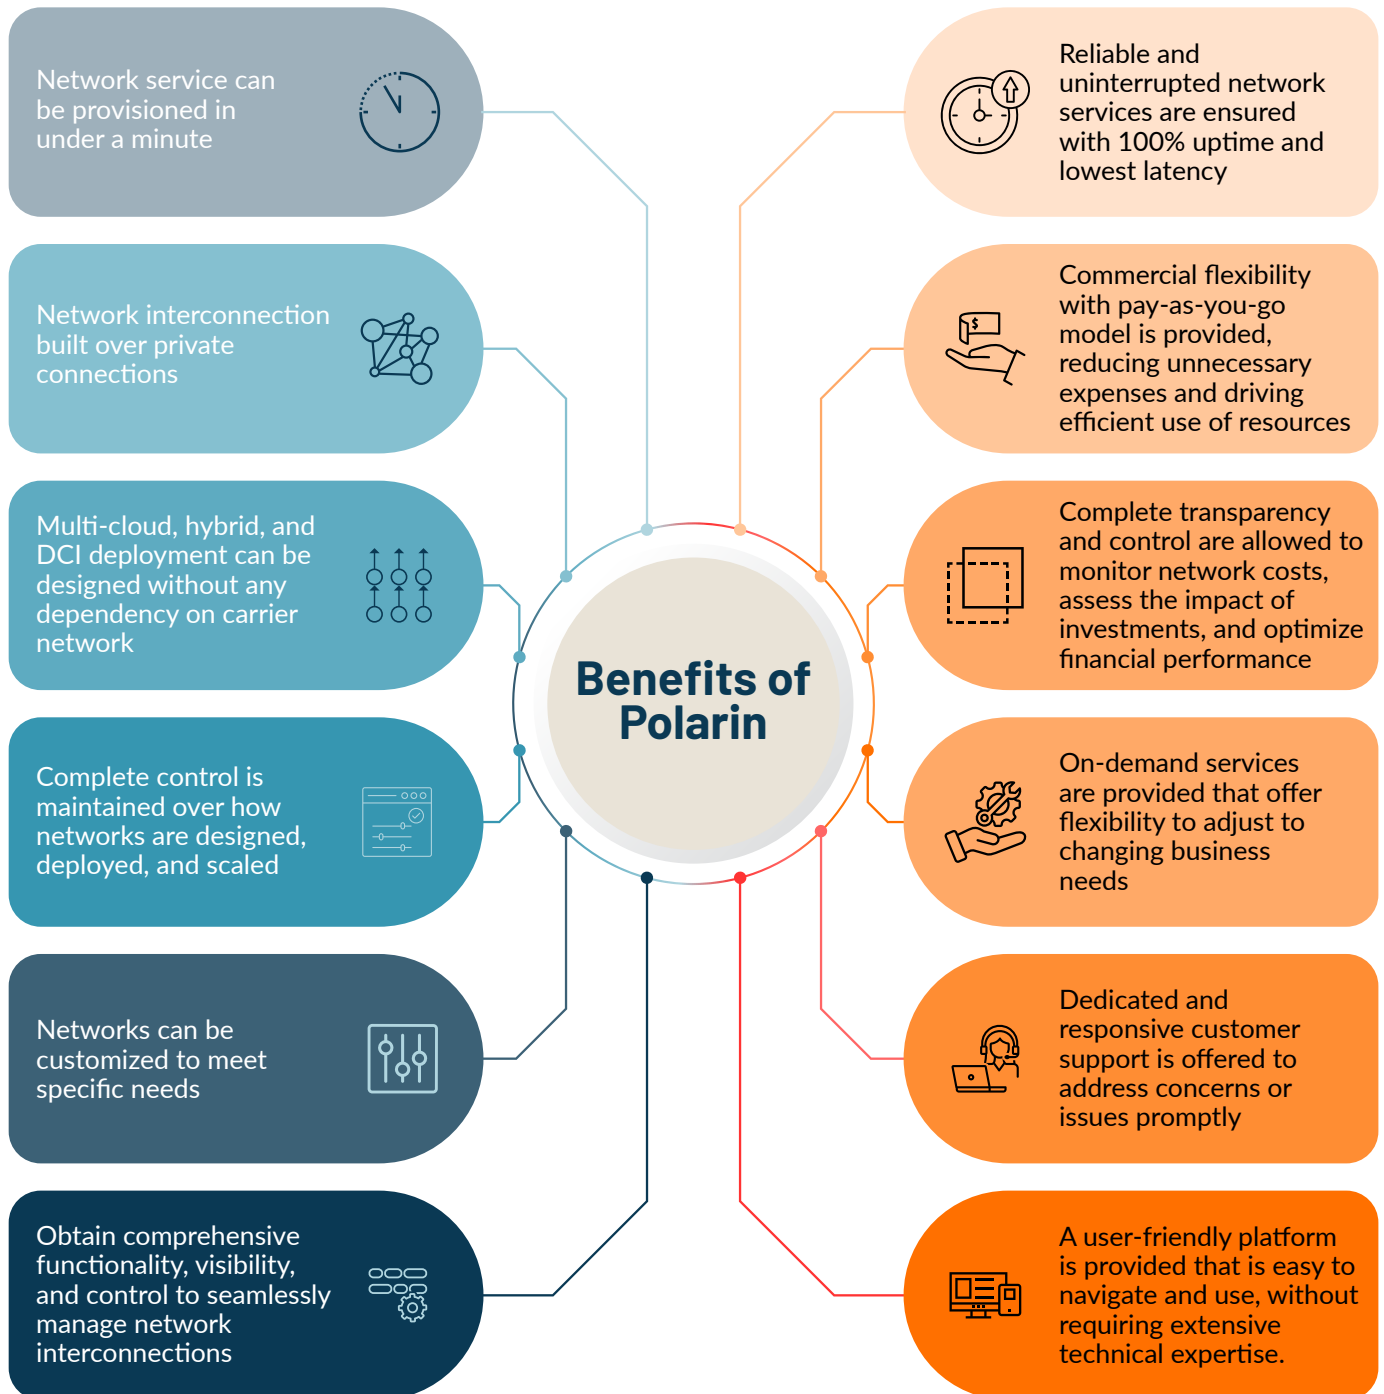 Network service can
be provisioned in
under a minute
Network interconnection
built over private
connections
Multi-cloud, hybrid, and
DCI deployment can be
designed without any
dependency on carrier
network
Complete control is
maintained over how
networks are designed,
deployed, and scaled
Networks can be
customized to meet
specific needs
Obtain comprehensive
functionality, visibility,
and control to seamlessly
manage network
interconnections
Benefits of
Polarin
Reliable and
uninterrupted network
services are ensured
with 100% uptime and
lowest latency
$
Commercial flexibility
with pay-as-you-go
model is provided,
reducing unnecessary
expenses and driving
efficient use of resources
Complete transparency
and control are allowed to
monitor network costs,
assess the impact of
investments, and optimize
financial performance
On-demand services
are provided that offer
flexibility to adjust to
changing business
needs
Dedicated and
responsive customer
support is offered to
address concerns or
issues promptly
A user-friendly platform
is provided that is easy to
navigate and use, without
requiring extensive
technical expertise.